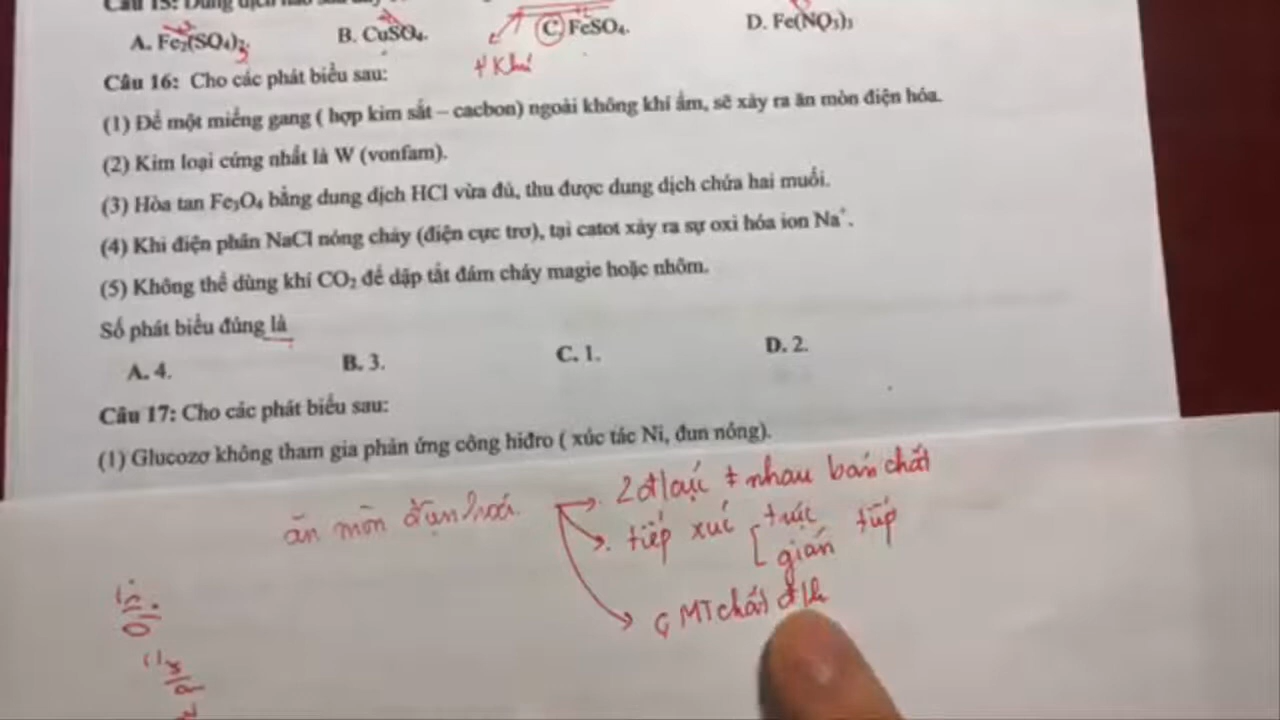 A. Fe₂(SO₄)₃. B. CuSO₄. C. FeSO₄. D. Fe(NO₃)₃
+ Khí
Câu 16: Cho các phát biểu sau:
(1) Để một miếng gang ( hợp kim sắt – cacbon) ngoài không khí ẩm, sẽ xảy ra ăn mòn điện hóa.
(2) Kim loại cứng nhất là W (vonfam).
(3) Hòa tan Fe₃O₄ bằng dung dịch HCl vừa đủ, thu được dung dịch chứa hai muối.
(4) Khi điện phân NaCl nóng chảy (điện cực trơ), tại catot xảy ra sự oxi hóa ion Na⁺.
(5) Không thể dùng khí CO₂ để dập tắt đám cháy magie hoặc nhôm.
Số phát biểu đúng là
A. 4. B. 3. C. 1. D. 2.
Câu 17: Cho các phát biểu sau:
(1) Glucozơ không tham gia phản ứng công hiđro ( xúc tác Ni, đun nóng).
ăn mòn điện hoá 2 đ/cực ≠ nhau bản chất
tiếp xúc [ trực tiếp
gián
MT chất đ/li